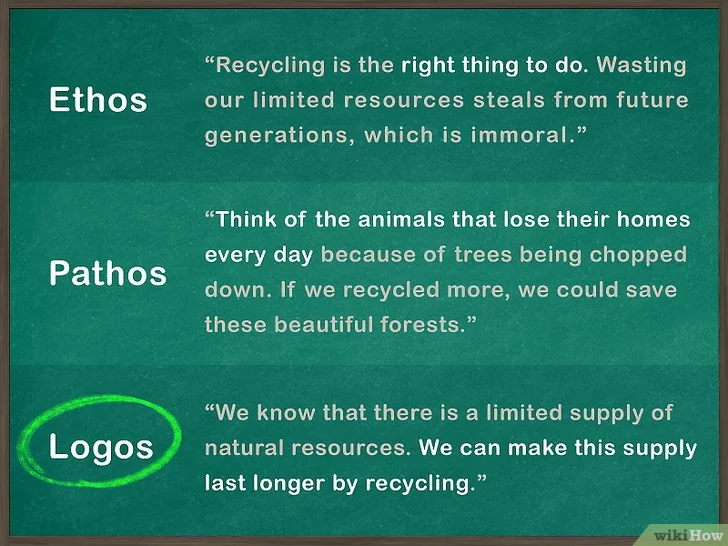 Ethos
“Recycling is the right thing to do. Wasting
our limited resources steals from future
generations, which is immoral.”
Pathos
“Think of the animals that lose their homes
every day because of trees being chopped
down. If we recycled more, we could save
these beautiful forests.”
Logos
“We know that there is a limited supply of
natural resources. We can make this supply
last longer by recycling.”
wikiHow